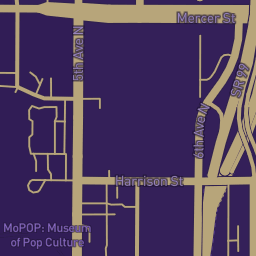 Mercer St
5th Ave N
SR 99
6th Ave N
Harrison St
MoPOP: Museum
of Pop Culture